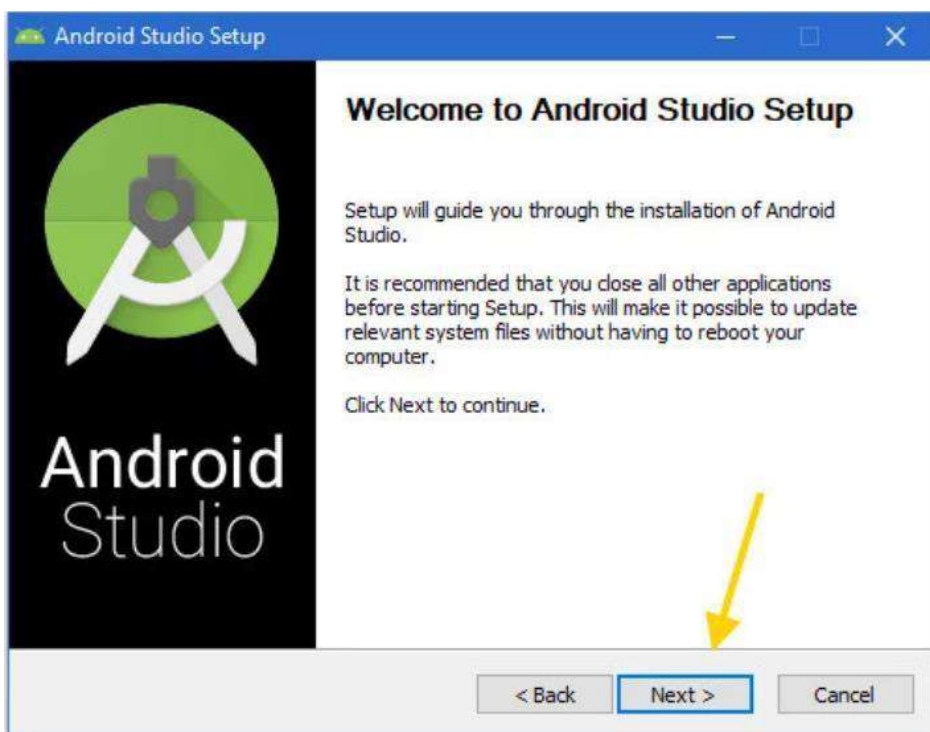 Android Studio Setup
Welcome to Android Studio Setup
Setup will guide you through the installation of Android
Studio.
It is recommended that you close all other applications
before starting Setup. This will make it possible to update
relevant system files without having to reboot your
computer.
Click Next to continue.
Android
Studio
< Back
Next >
Cancel